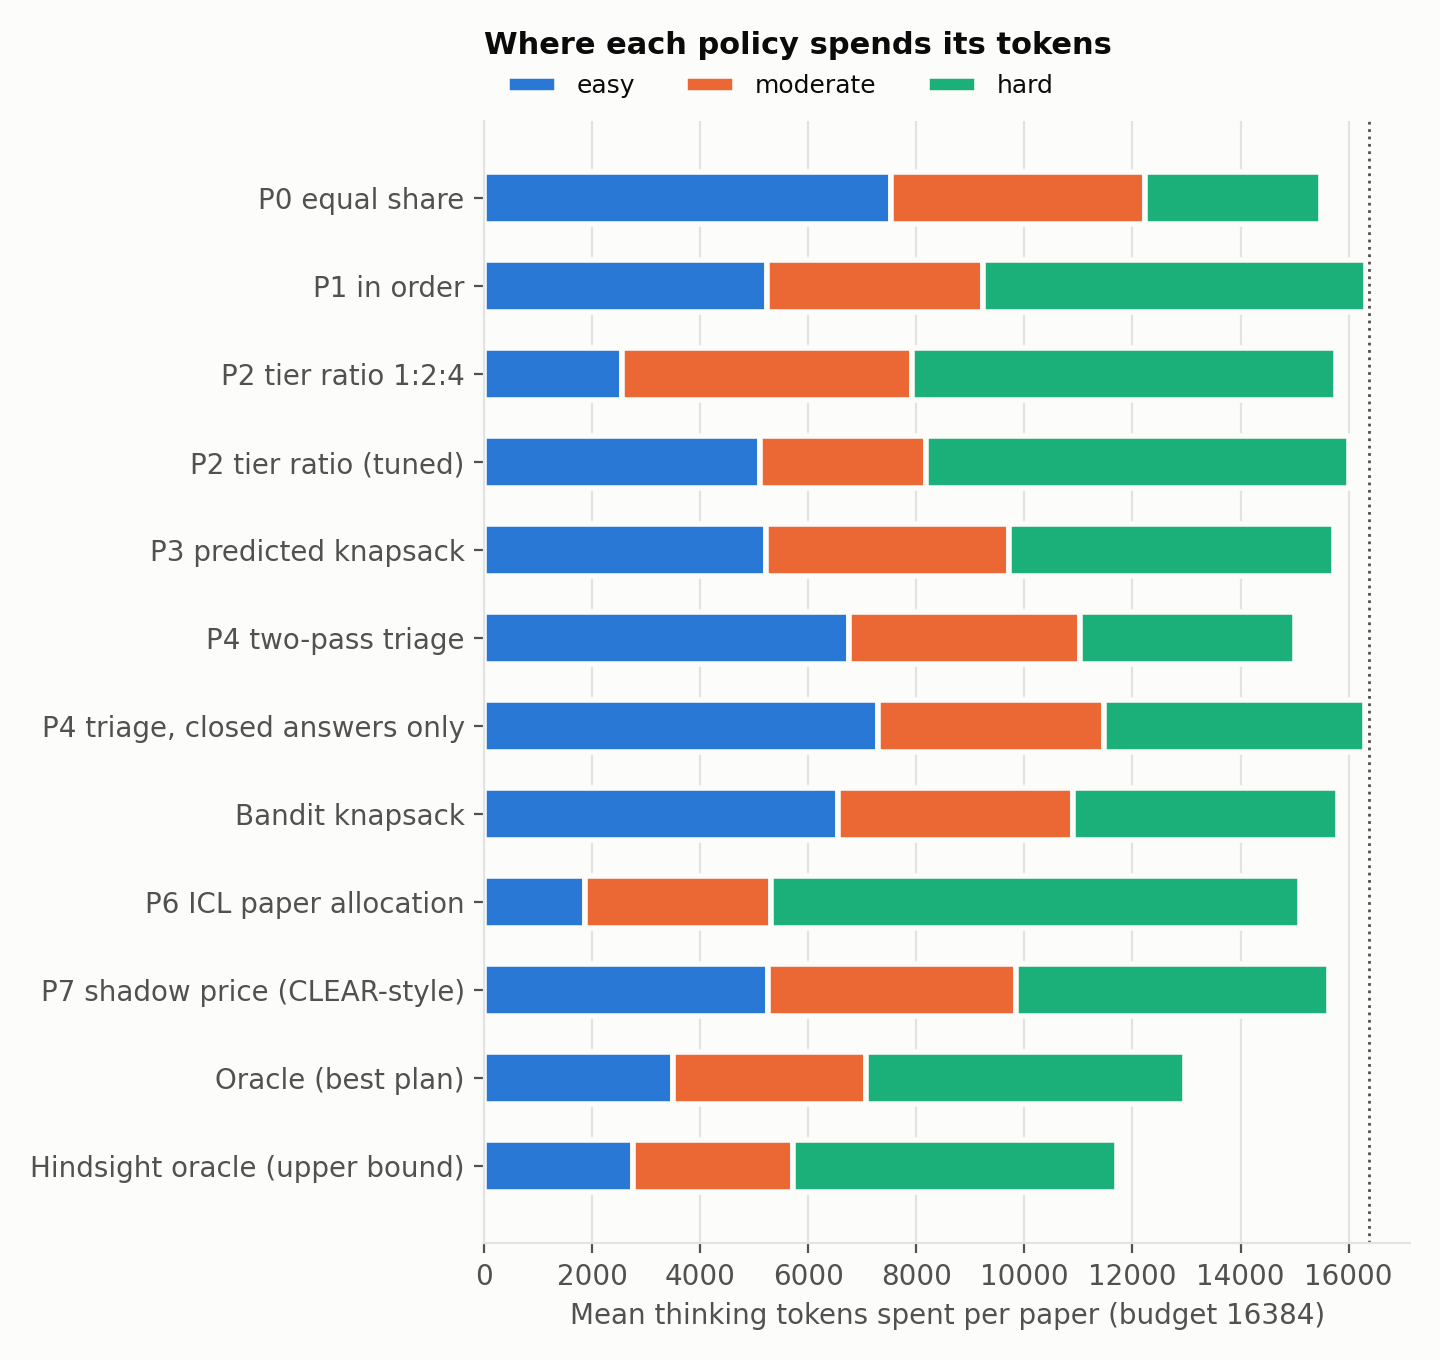 Where each policy spends its tokens
easy moderate hard
P0 equal share
P1 in order
P2 tier ratio 1:2:4
P2 tier ratio (tuned)
P3 predicted knapsack
P4 two-pass triage
P4 triage, closed answers only
Bandit knapsack
P6 ICL paper allocation
P7 shadow price (CLEAR-style)
Oracle (best plan)
Hindsight oracle (upper bound)
0 2000 4000 6000 8000 10000 12000 14000 16000
Mean thinking tokens spent per paper (budget 16384)